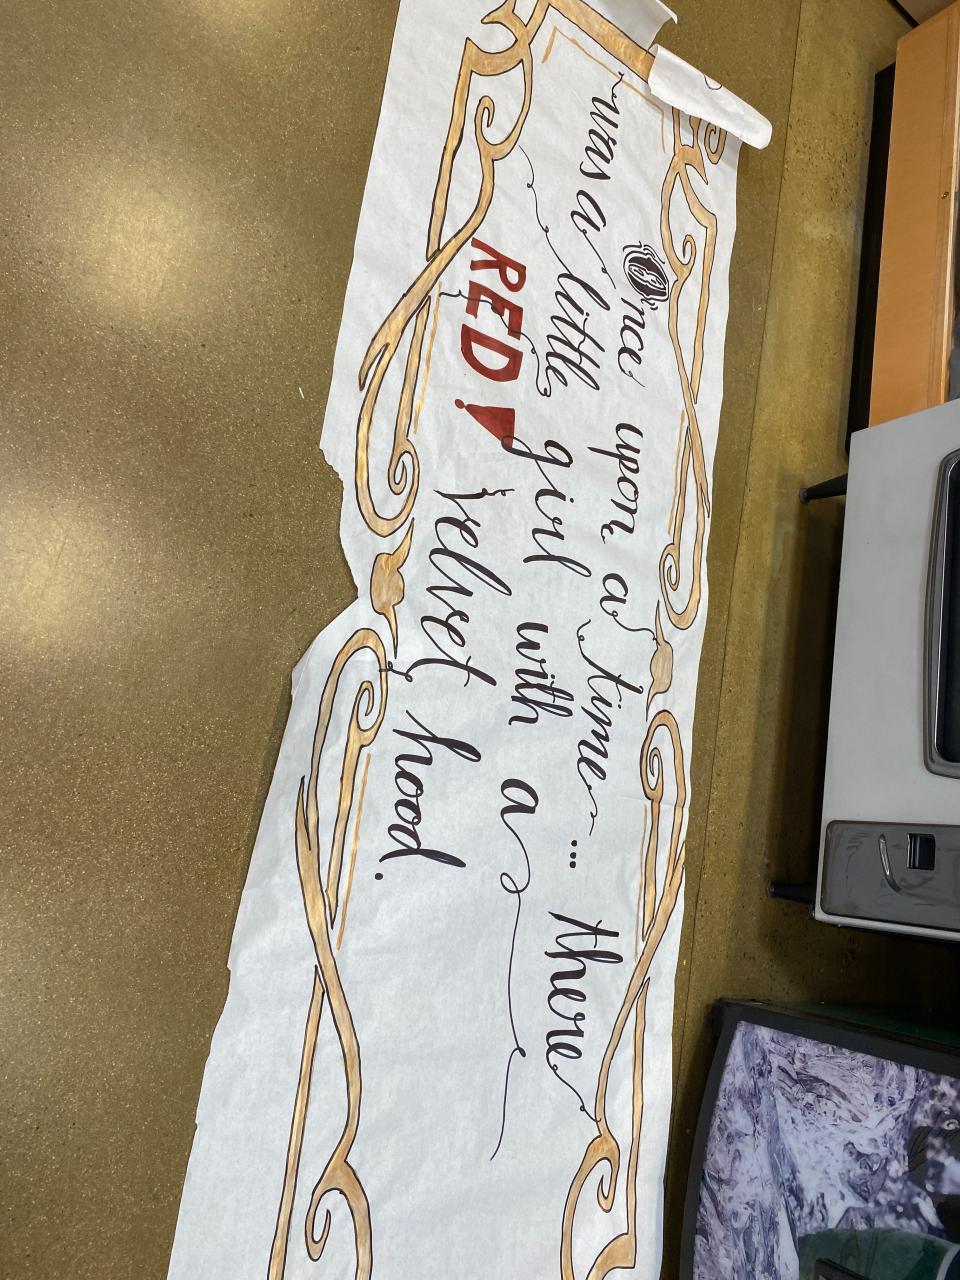 Once upon a time... there
was a little girl with a
RED velvet hood.